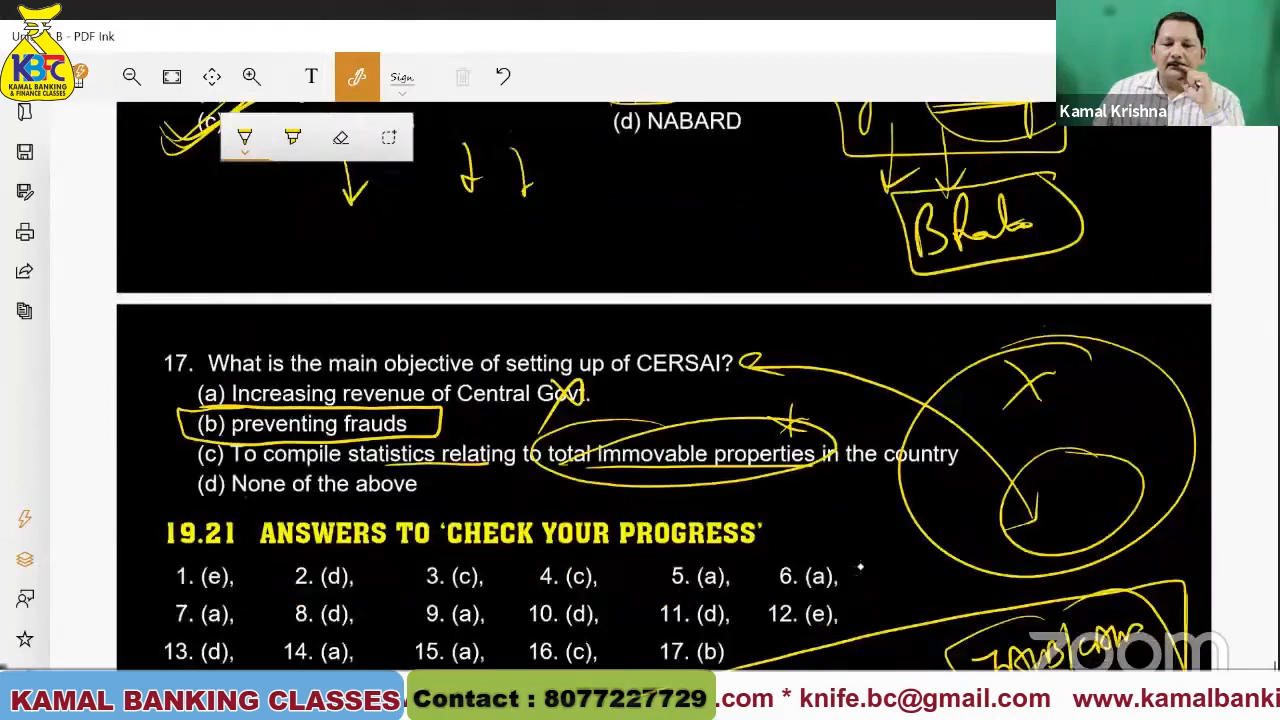 B - PDF Ink
KBFC
KAMAL BANKING
& FINANCE CLASSES
T
Sign
Kamal Krishna
(d) NABARD
17. What is the main objective of setting up of CERSAI?
(a) Increasing revenue of Central Govt.
(b) preventing frauds
(c) To compile statistics relating to total immovable properties in the country
(d) None of the above
19.21 ANSWERS TO ‘CHECK YOUR PROGRESS’
1. (e), 2. (d), 3. (c), 4. (c), 5. (a), 6. (a),
7. (a), 8. (d), 9. (a), 10. (d), 11. (d), 12. (e),
13. (d), 14. (a), 15. (a), 16. (c), 17. (b)
zoom
KAMAL BANKING CLASSES Contact : 8077227729 .com * knife.bc@gmail.com www.kamalbanki